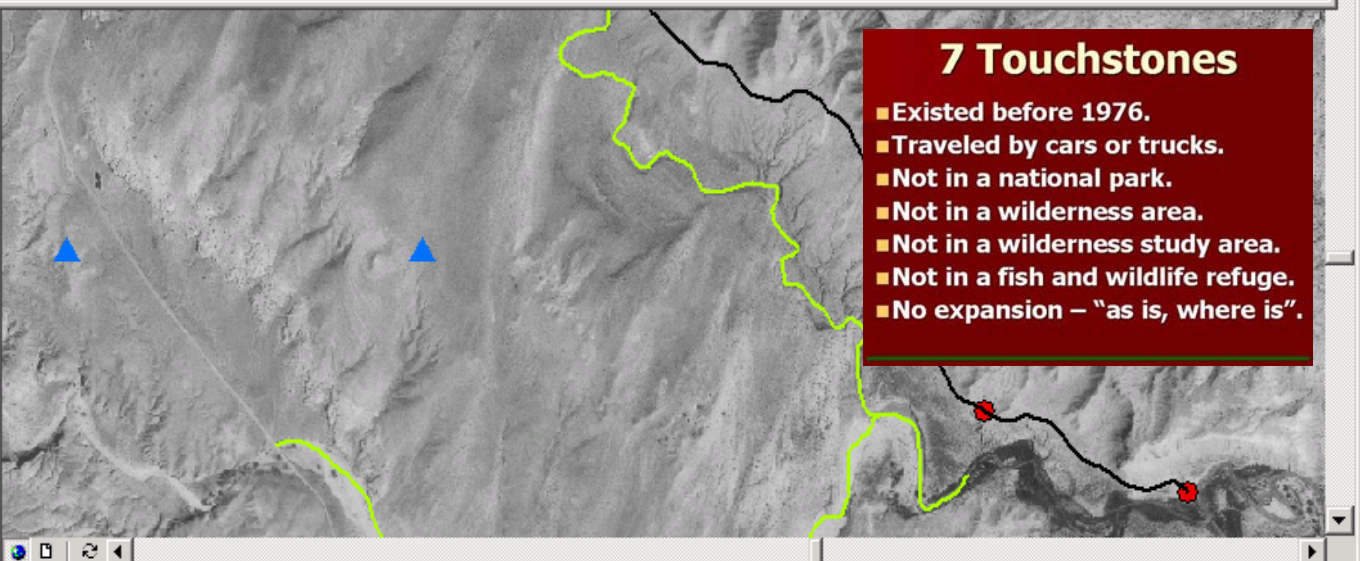 7 Touchstones
Existed before 1976.
Traveled by cars or trucks.
Not in a national park.
Not in a wilderness area.
Not in a wilderness study area.
Not in a fish and wildlife refuge.
No expansion – “as is, where is”.